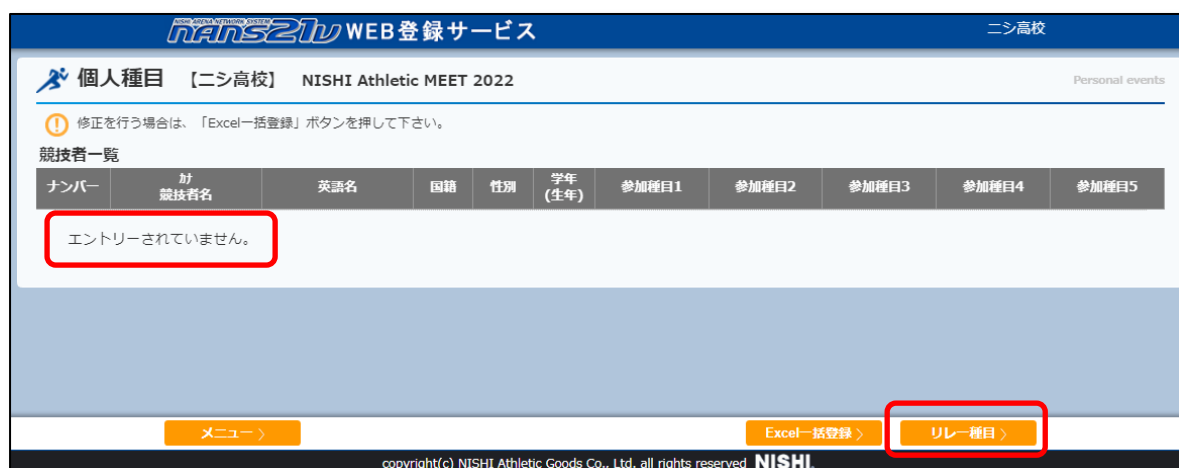 NISHI ARENA NETWORK SYSTEM
NANS21V WEB登録サービス
ニシ高校
個人種目 【ニシ高校】 NISHI Athletic MEET 2022
Personal events
修正を行う場合は、「Excel一括登録」ボタンを押して下さい。
競技者一覧
ナンバー
カナ
競技者名
英語名
国籍
性別
学年
(生年)
参加種目1
参加種目2
参加種目3
参加種目4
参加種目5
エントリーされていません。
メニュー〉
Excel一括登録〉
リレー種目〉
copyright(c) NISHI Athletic Goods Co., Ltd. all rights reserved NISHI.